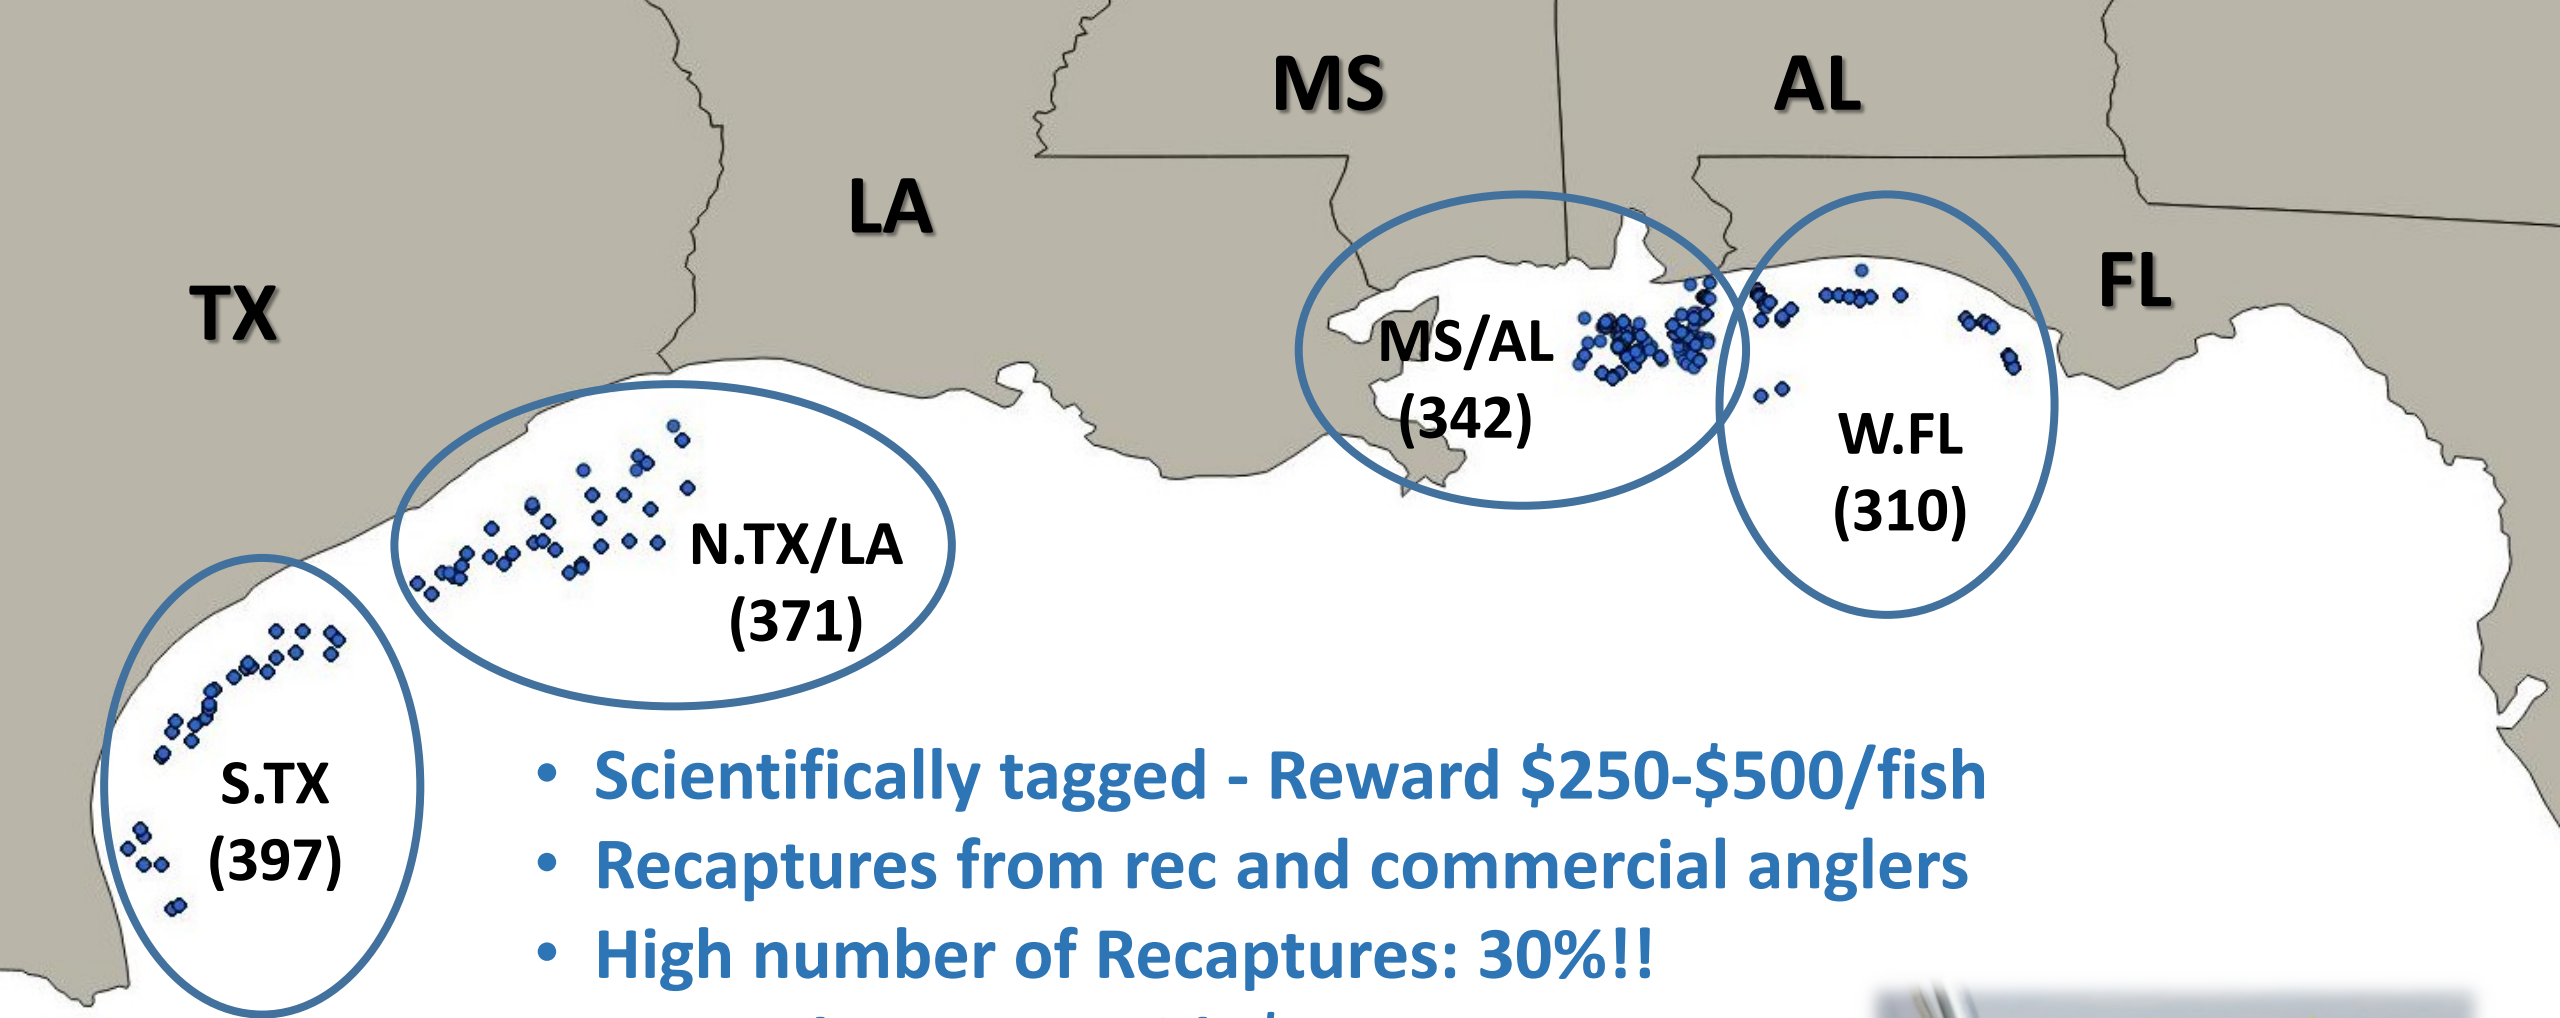 MS
AL
LA
TX
FL
MS/AL
(342)
W.FL
(310)
N.TX/LA
(371)
S.TX
(397)
• Scientifically tagged - Reward $250-$500/fish
• Recaptures from rec and commercial anglers
• High number of Recaptures: 30%!!